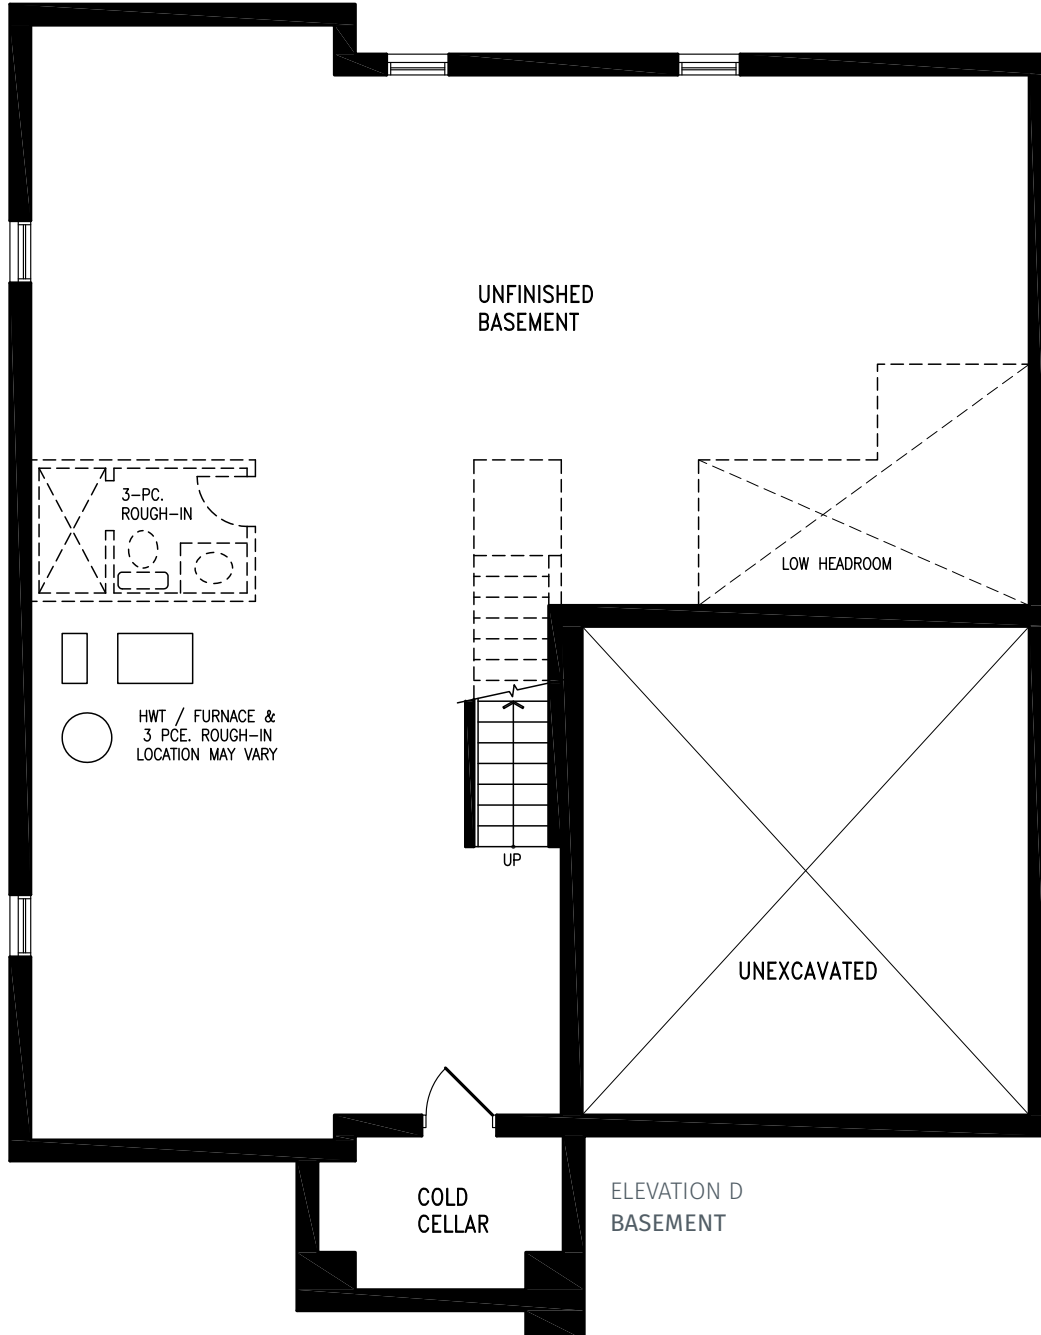 UNFINISHED
BASEMENT
3-PC.
ROUGH-IN
LOW HEADROOM
HWT / FURNACE &
3 PCE. ROUGH-IN
LOCATION MAY VARY
UP
UNEXCAVATED
COLD
CELLAR
ELEVATION D
BASEMENT